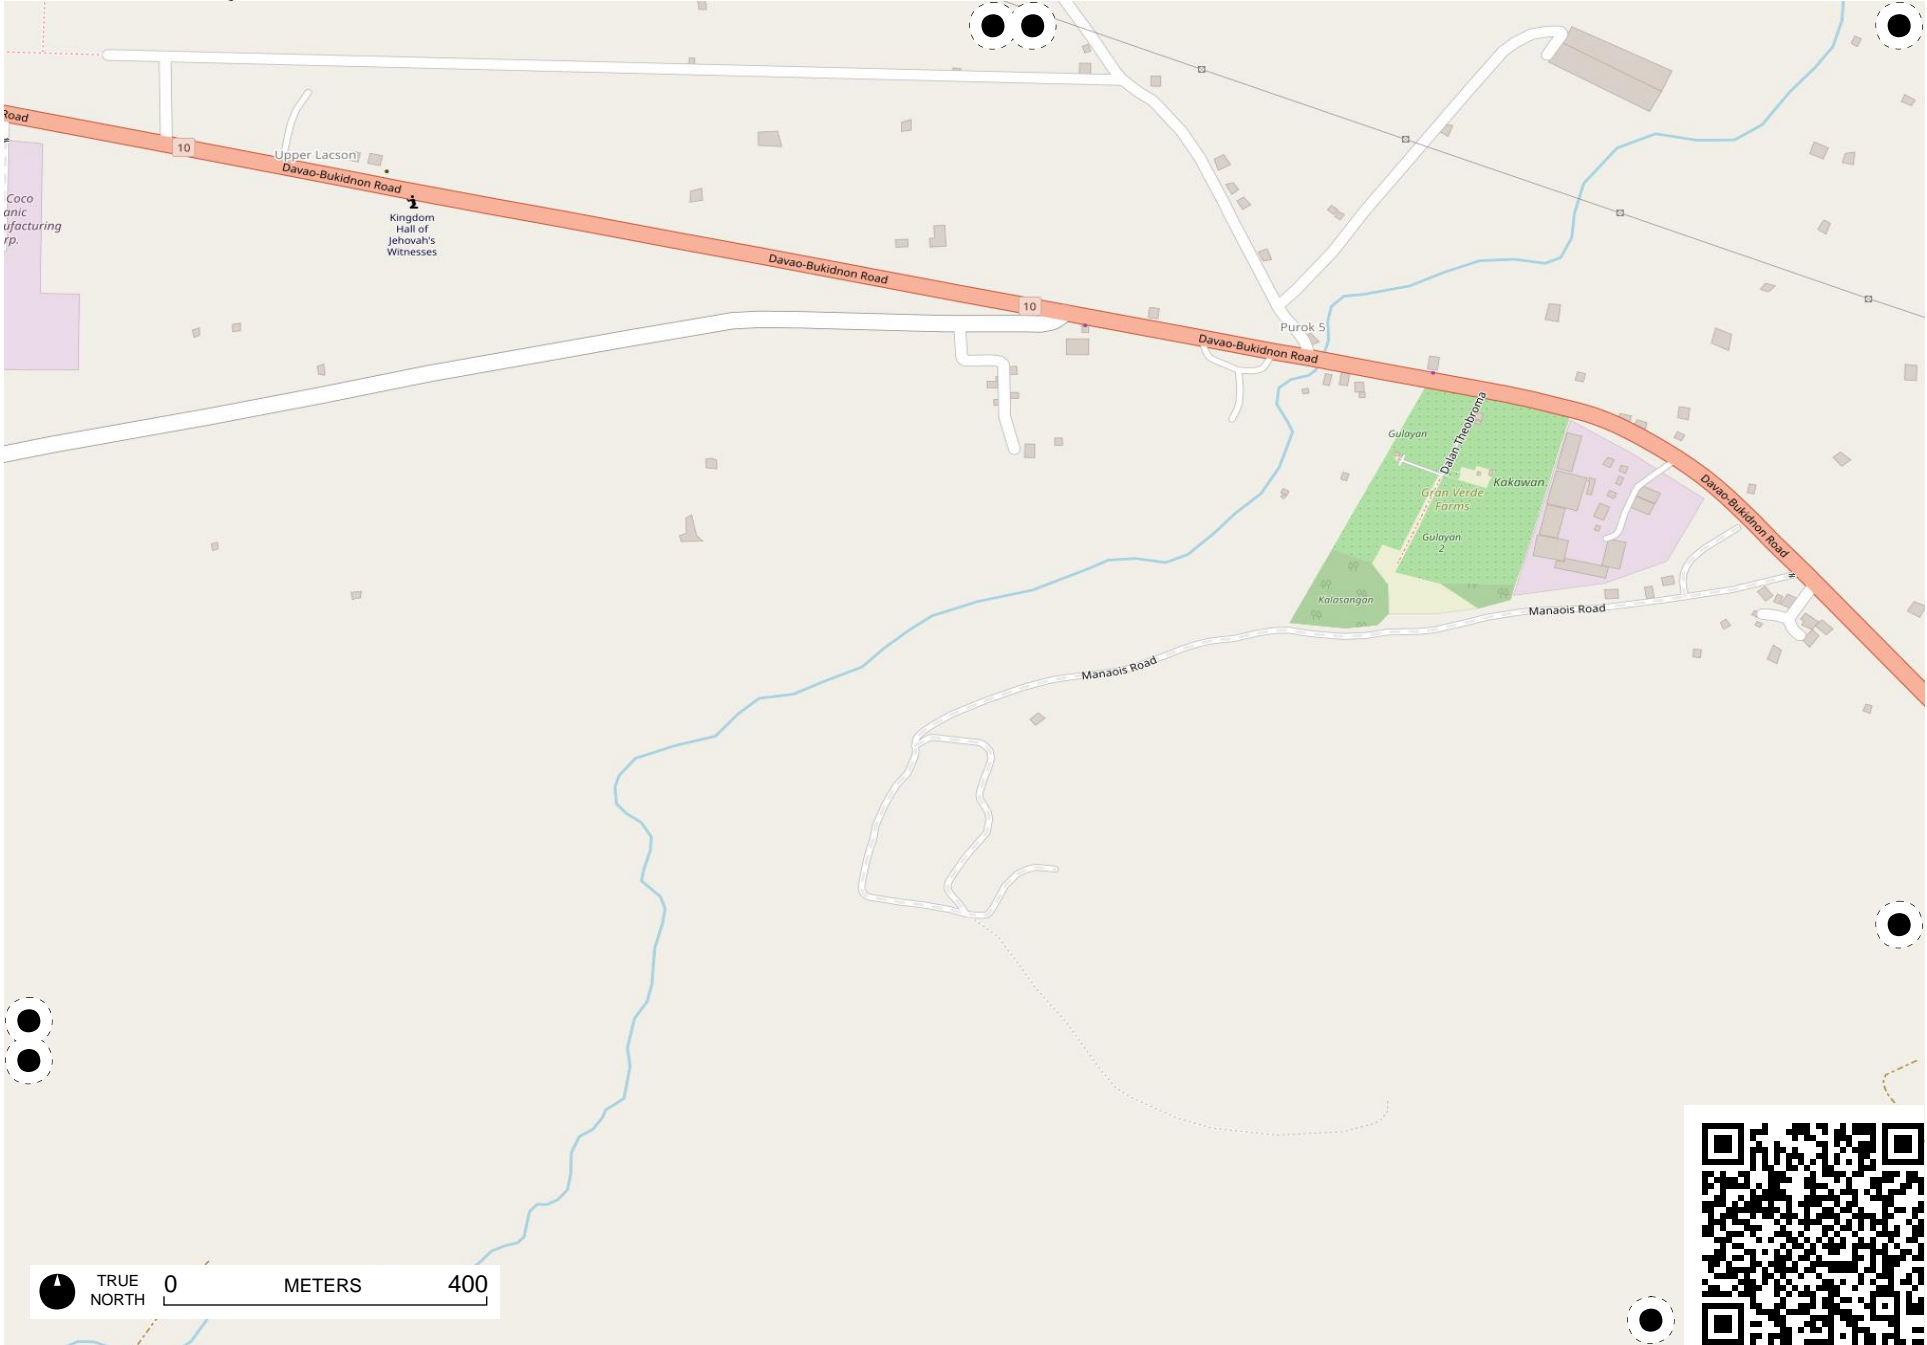 Road
10
Upper Lacson
Davao-Bukidnon Road
Coco
anic
ufacturing
rp.
Kingdom
Hall of
Jehovah's
Witnesses
Davao-Bukidnon Road
10
Purok 5
Davao-Bukidnon Road
Dalan Theobroma
Gulayan
Kakawan
Gran Verde
Farms
Gulayan
2
Davao-Bukidnon Road
Kalasangan
Manaois Road
Manaois Road
TRUE
NORTH
0 METERS 400